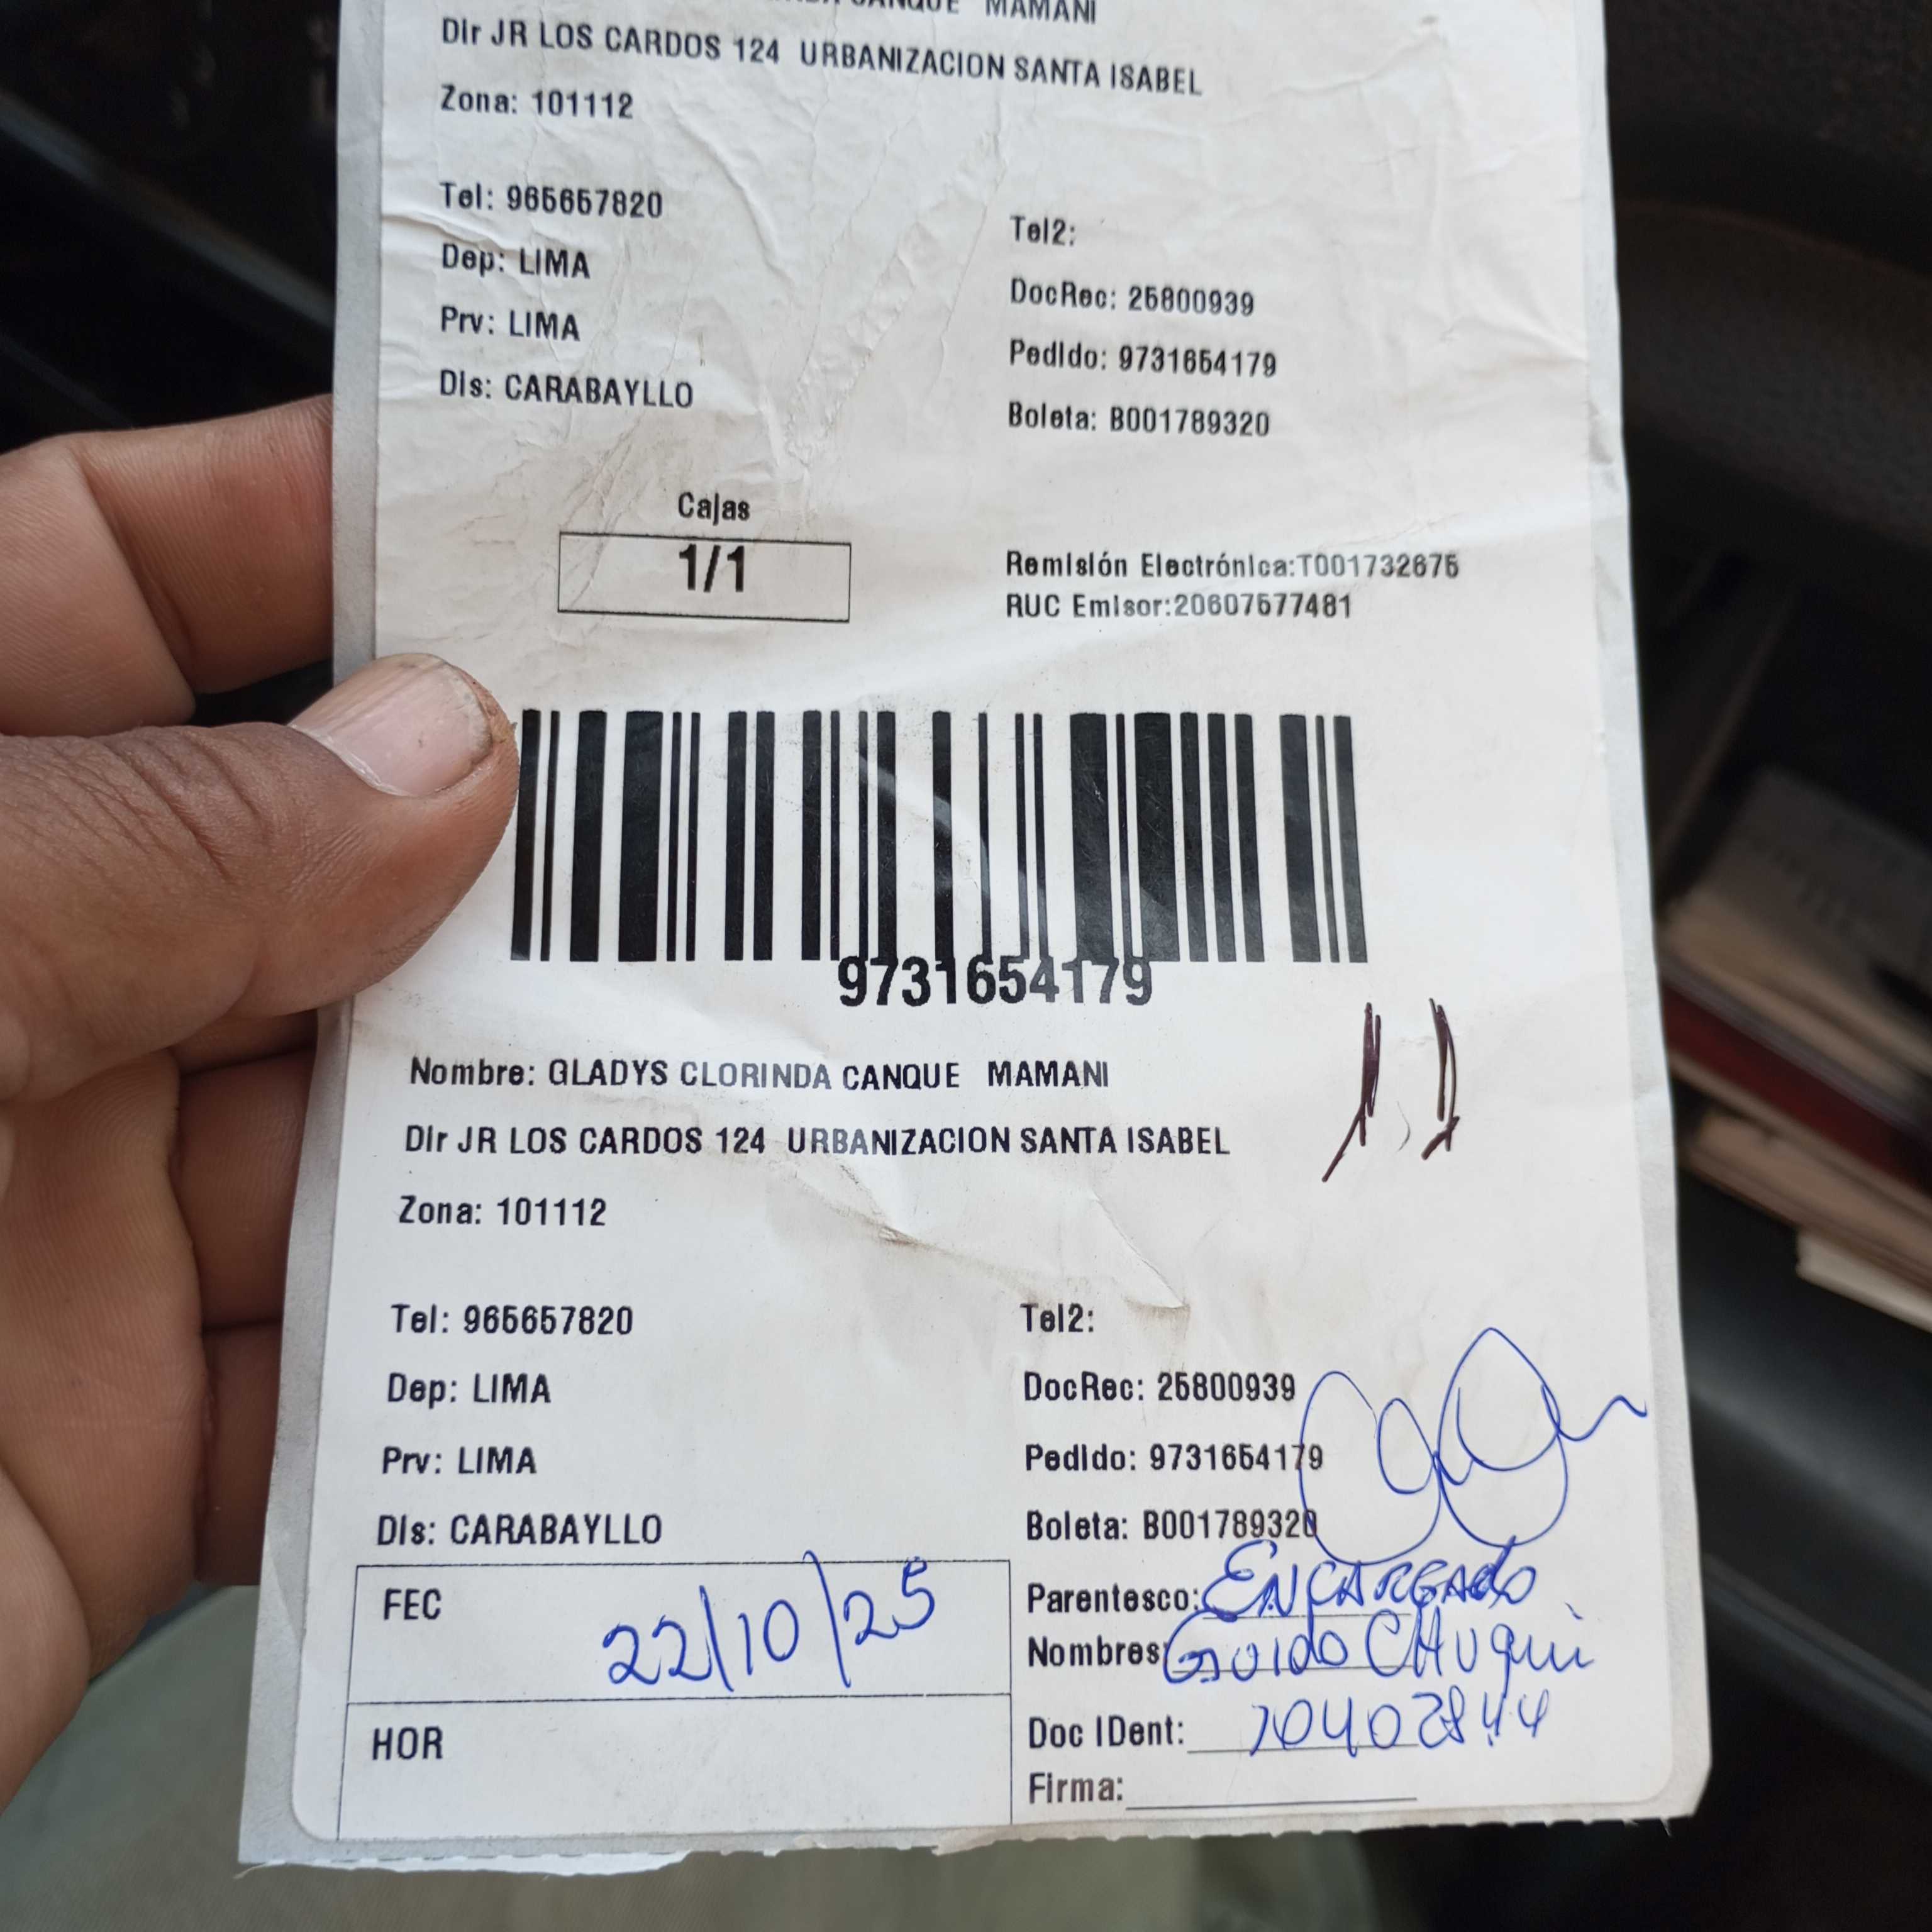 CANQUE MAMANI
Dir JR LOS CARDOS 124 URBANIZACION SANTA ISABEL
Zona: 101112
Tel: 965657820
Tel2:
Dep: LIMA
DocRec: 25800939
Prv: LIMA
Pedido: 9731654179
Dis: CARABAYLLO
Boleta: B001789320
Cajas
1/1
Remisión Electrónica:T001732675
RUC Emisor:20607577481
9731654179
Nombre: GLADYS CLORINDA CANQUE MAMANI
Dir JR LOS CARDOS 124 URBANIZACION SANTA ISABEL
Zona: 101112
Tel: 965657820
Tel2:
Dep: LIMA
DocRec: 25800939
Prv: LIMA
Pedido: 9731654179
Dis: CARABAYLLO
Boleta: B001789320
FEC 22/10/25
Parentesco: ENCARGADO
Nombres: GUIDO CHUQUI
HOR
Doc IDent: 70402844
Firma: